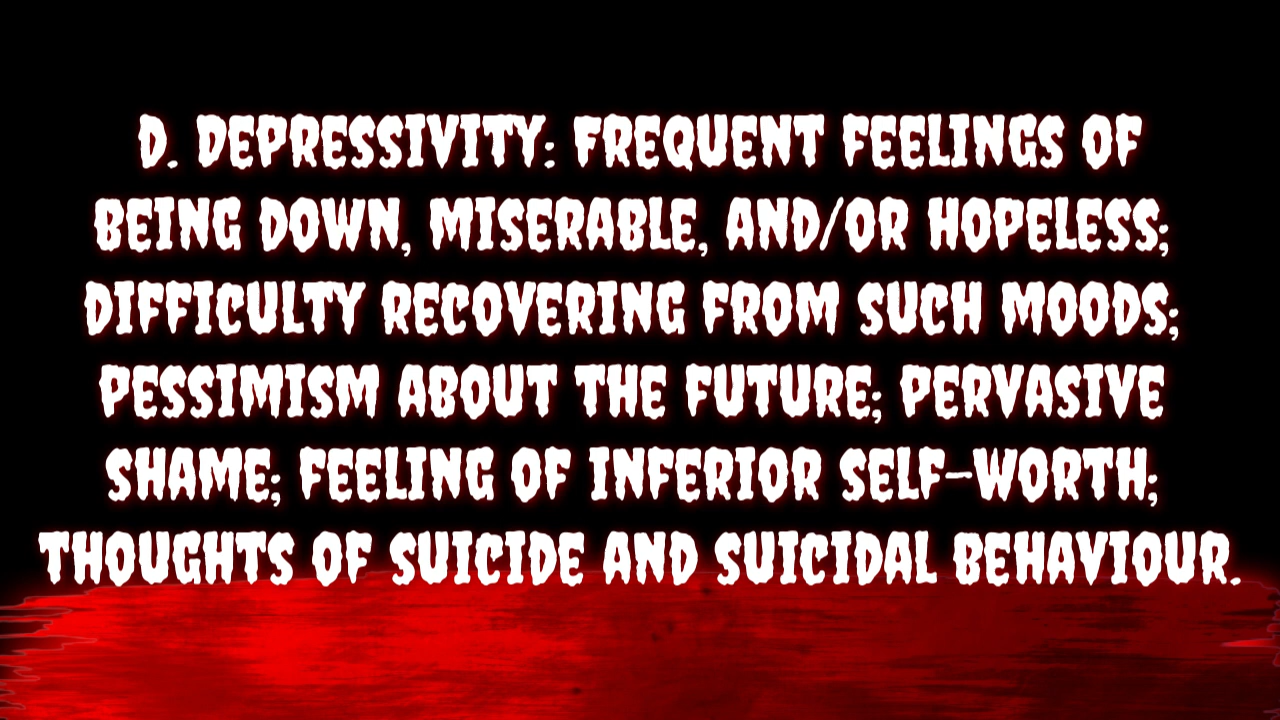 D. DEPRESSIVITY: FREQUENT FEELINGS OF
BEING DOWN, MISERABLE, AND/OR HOPELESS;
DIFFICULTY RECOVERING FROM SUCH MOODS;
PESSIMISM ABOUT THE FUTURE; PERVASIVE
SHAME; FEELING OF INFERIOR SELF-WORTH;
THOUGHTS OF SUICIDE AND SUICIDAL BEHAVIOUR.